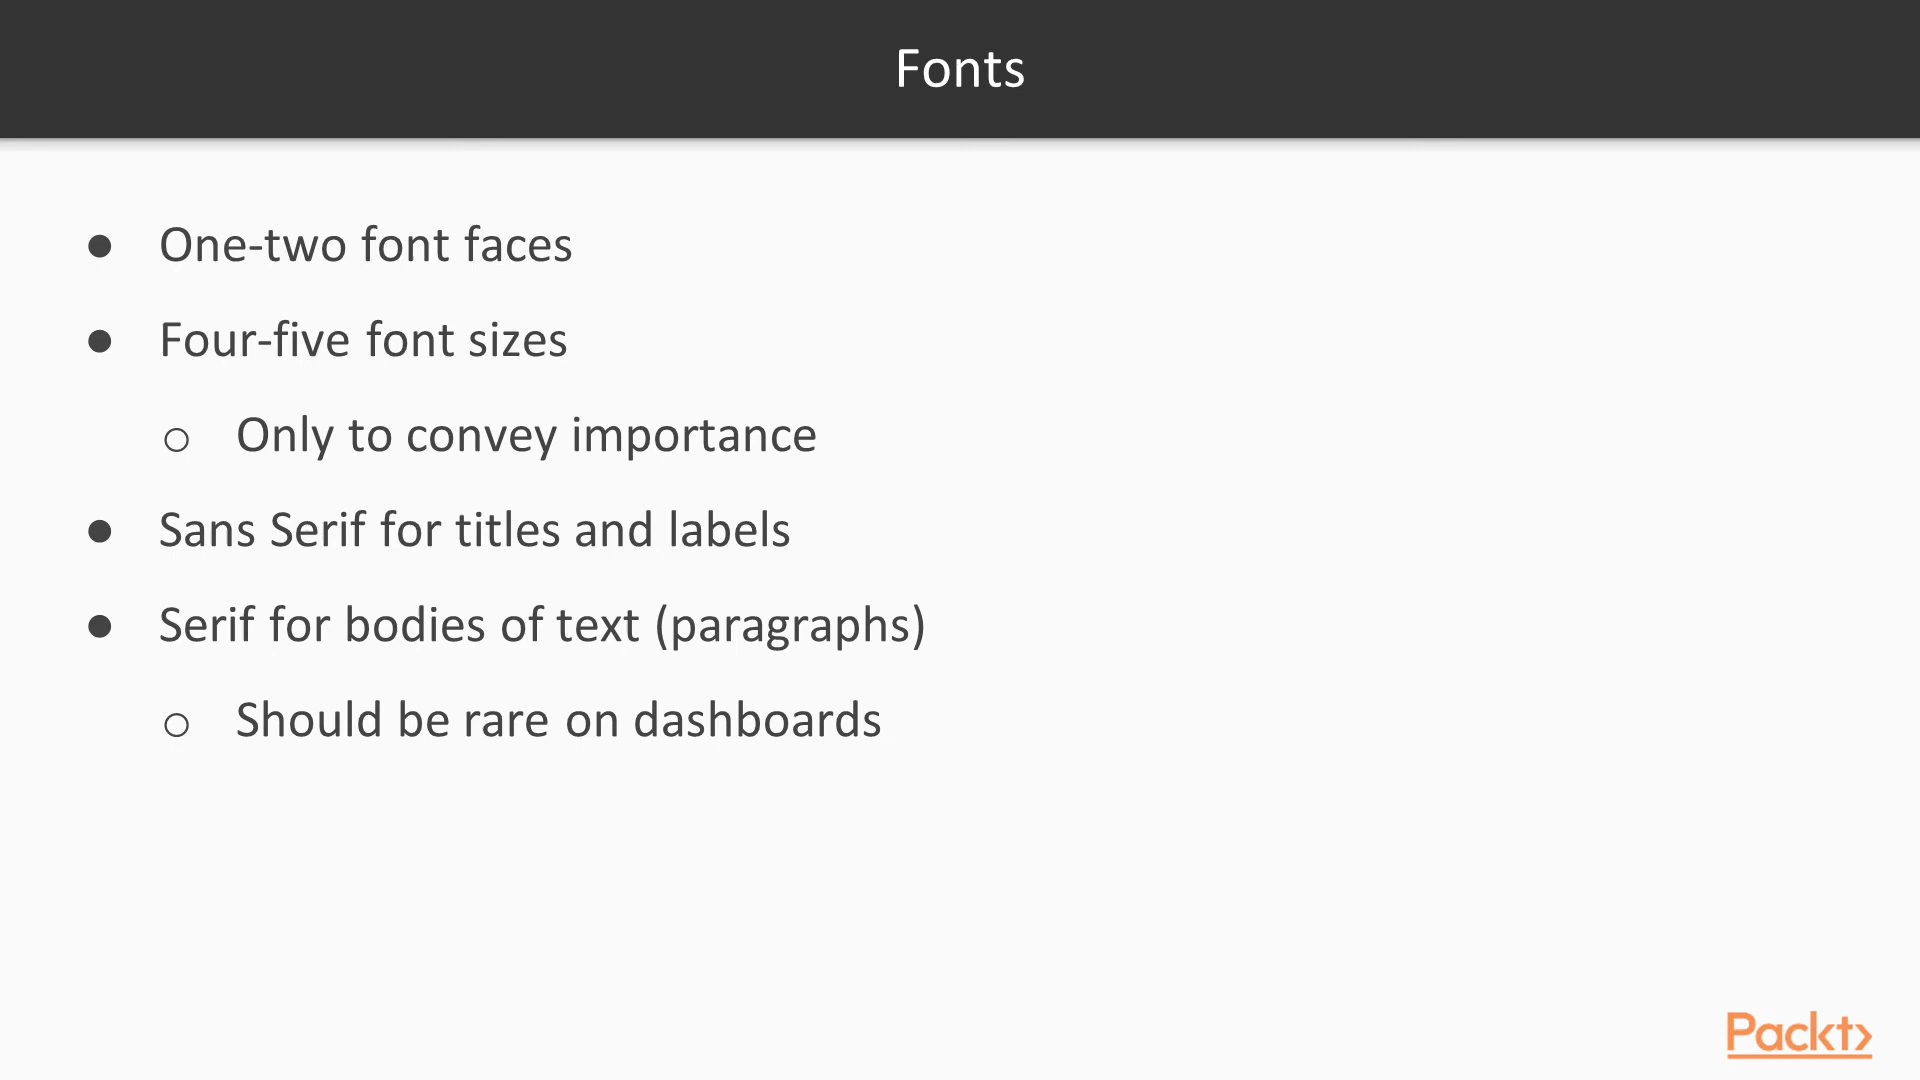 Fonts
● One-two font faces
● Four-five font sizes
○ Only to convey importance
● Sans Serif for titles and labels
● Serif for bodies of text (paragraphs)
○ Should be rare on dashboards
Packt>